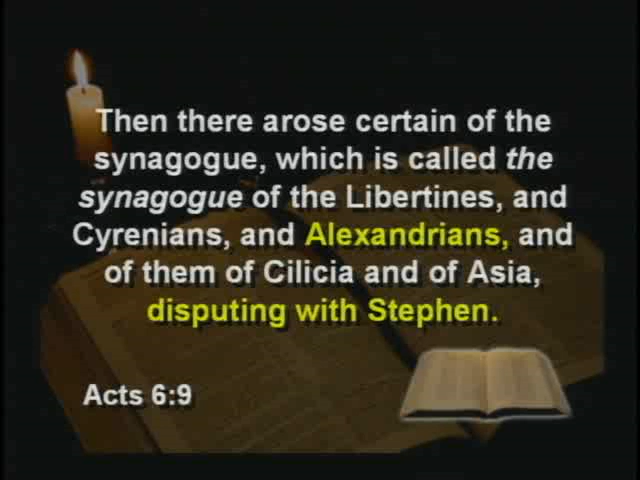 Then there arose certain of the
synagogue, which is called the
synagogue of the Libertines, and
Cyrenians, and Alexandrians, and
of them of Cilicia and of Asia,
disputing with Stephen.
Acts 6:9